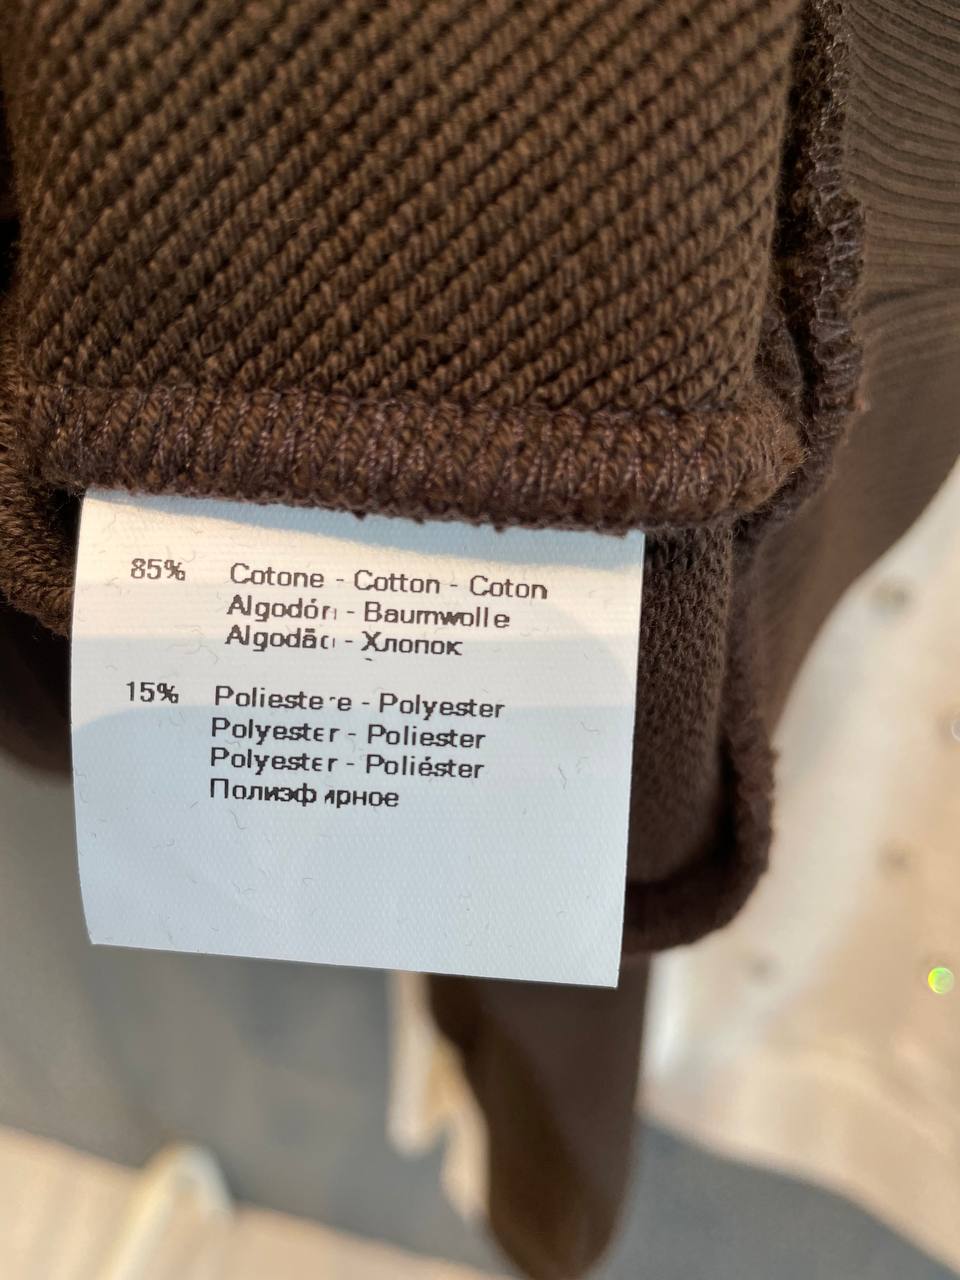 85% Cotone - Cotton - Coton
Algodón - Baumwolle
Algodão - Хлопок
15% Poliestere - Polyester
Polyester - Poliester
Polyester - Poliéster
Полиэфирное